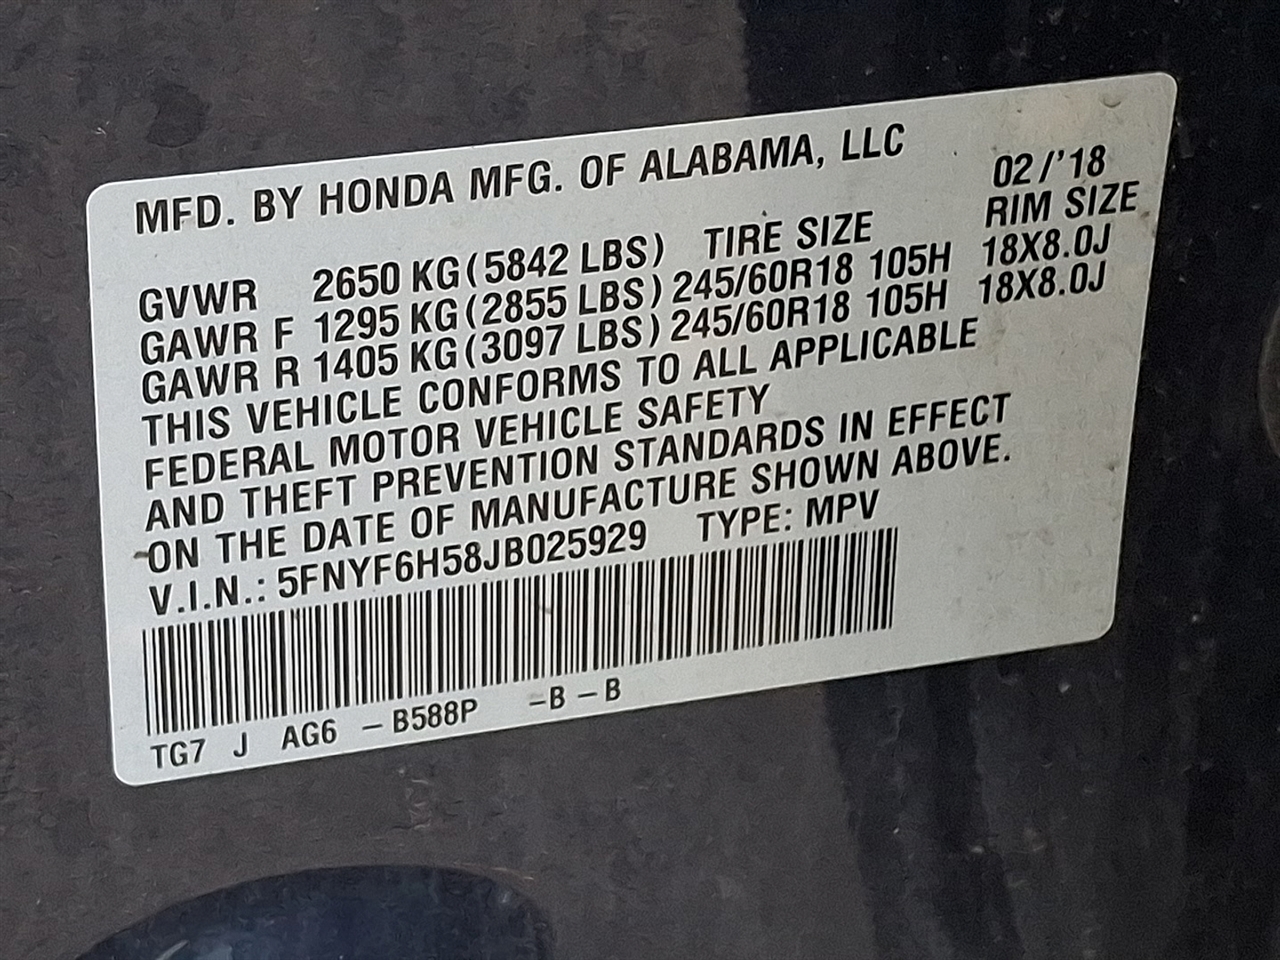 MFD. BY HONDA MFG. OF ALABAMA, LLC 02/'18
GVWR 2650 KG(5842 LBS) TIRE SIZE RIM SIZE
GAWR F 1295 KG(2855 LBS) 245/60R18 105H 18X8.0J
GAWR R 1405 KG(3097 LBS) 245/60R18 105H 18X8.0J
THIS VEHICLE CONFORMS TO ALL APPLICABLE
FEDERAL MOTOR VEHICLE SAFETY
AND THEFT PREVENTION STANDARDS IN EFFECT
ON THE DATE OF MANUFACTURE SHOWN ABOVE.
V.I.N.: 5FNYF6H58JB025929 TYPE: MPV
TG7 J AG6 -B588P -B-B